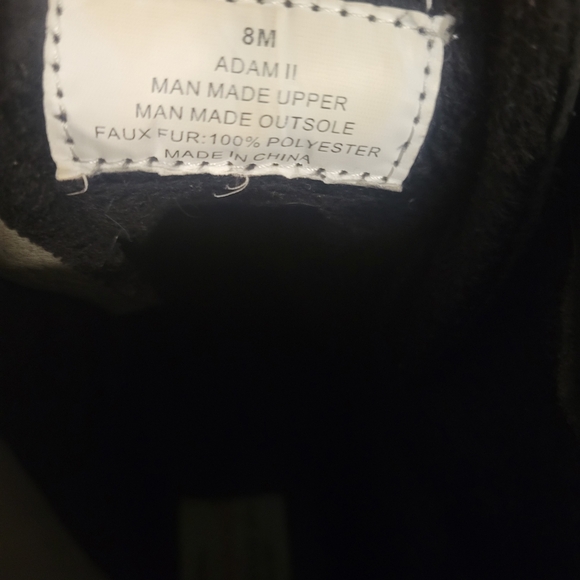 8M
ADAM II
MAN MADE UPPER
MAN MADE OUTSOLE
FAUX FUR:100% POLYESTER
MADE IN CHINA